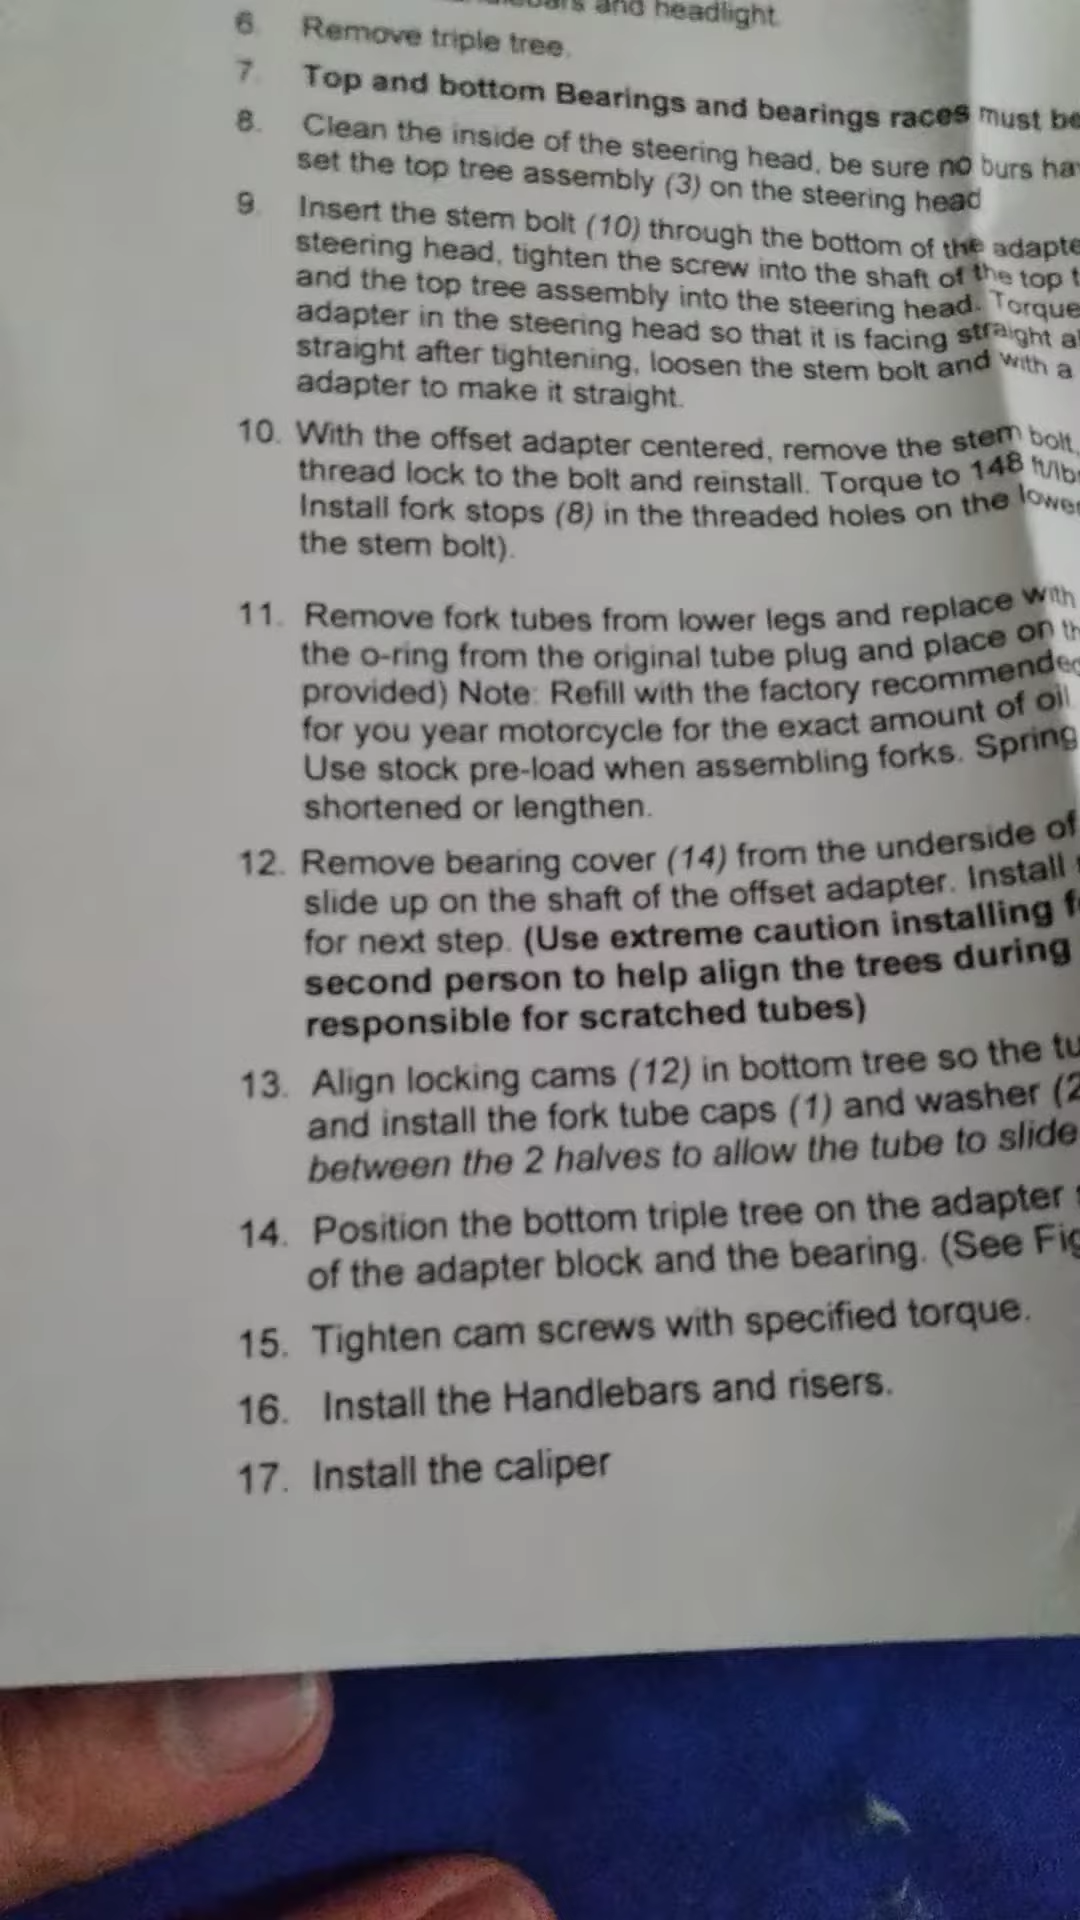 and headlight.
6. Remove triple tree.
7. Top and bottom Bearings and bearings races must be
8. Clean the inside of the steering head, be sure no burs
set the top tree assembly (3) on the steering head
9. Insert the stem bolt (10) through the bottom of the
steering head, tighten the screw into the shaft of the top
and the top tree assembly into the steering head. Torque
adapter in the steering head so that it is facing straight
straight after tightening, loosen the stem bolt and with a
adapter to make it straight.
10. With the offset adapter centered, remove the stem bolt,
thread lock to the bolt and reinstall. Torque to 148 ft/lbs
Install fork stops (8) in the threaded holes on the lower
the stem bolt).
11. Remove fork tubes from lower legs and replace with
the o-ring from the original tube plug and place on
provided) Note: Refill with the factory recommended
for you year motorcycle for the exact amount of oil
Use stock pre-load when assembling forks. Spring
shortened or lengthen.
12. Remove bearing cover (14) from the underside of
slide up on the shaft of the offset adapter. Install
for next step. (Use extreme caution installing
second person to help align the trees during
responsible for scratched tubes)
13. Align locking cams (12) in bottom tree so the
and install the fork tube caps (1) and washer (2
between the 2 halves to allow the tube to slide
14. Position the bottom triple tree on the adapter
of the adapter block and the bearing. (See Fig
15. Tighten cam screws with specified torque.
16. Install the Handlebars and risers.
17. Install the caliper